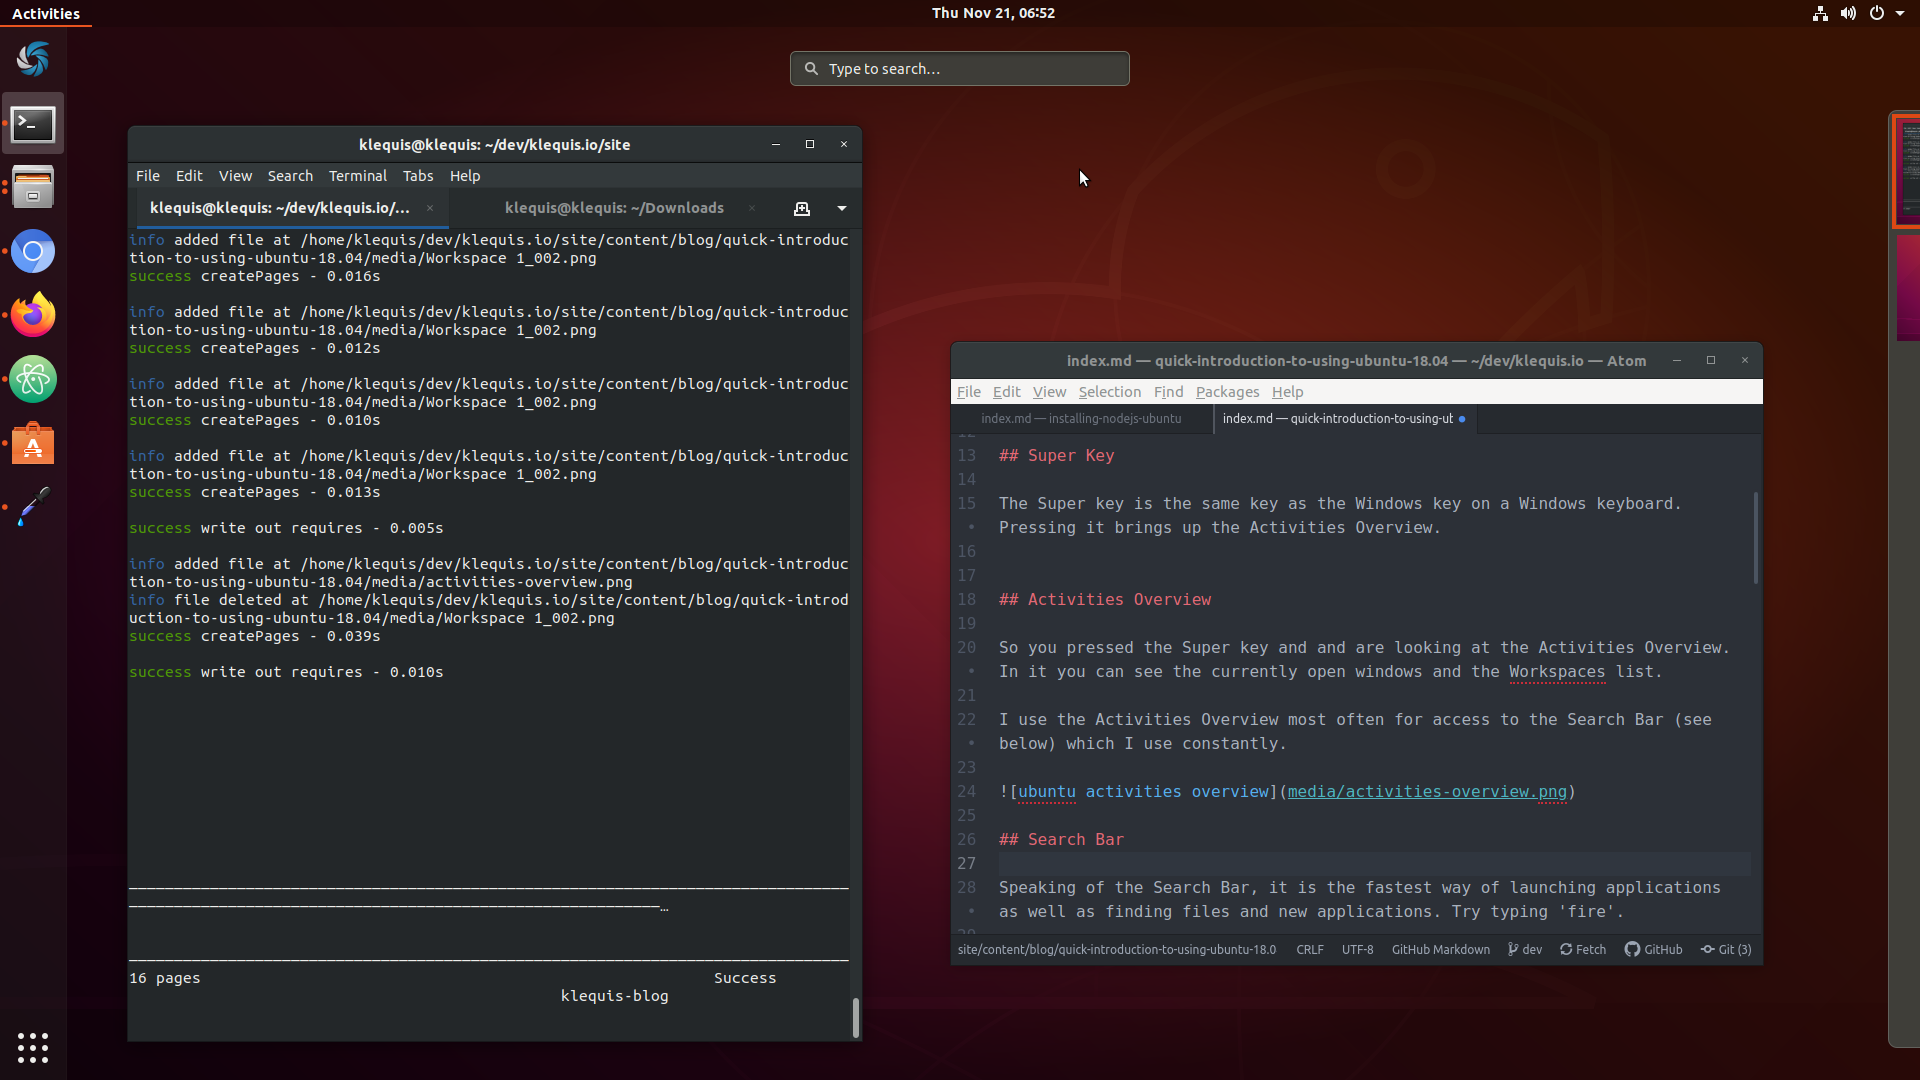 Activities
Thu Nov 21, 06:52
Type to search...
klequis@klequis: ~/dev/klequis.io/site
File Edit View Search Terminal Tabs Help
klequis@klequis: ~/dev/klequis.io/...
klequis@klequis: ~/Downloads
info added file at /home/klequis/dev/klequis.io/site/content/blog/quick-introduc
tion-to-using-ubuntu-18.04/media/Workspace 1_002.png
success createPages - 0.016s
info added file at /home/klequis/dev/klequis.io/site/content/blog/quick-introduc
tion-to-using-ubuntu-18.04/media/Workspace 1_002.png
success createPages - 0.012s
info added file at /home/klequis/dev/klequis.io/site/content/blog/quick-introduc
tion-to-using-ubuntu-18.04/media/Workspace 1_002.png
success createPages - 0.010s
info added file at /home/klequis/dev/klequis.io/site/content/blog/quick-introduc
tion-to-using-ubuntu-18.04/media/Workspace 1_002.png
success createPages - 0.013s
success write out requires - 0.005s
info added file at /home/klequis/dev/klequis.io/site/content/blog/quick-introduc
tion-to-using-ubuntu-18.04/media/activities-overview.png
info file deleted at /home/klequis/dev/klequis.io/site/content/blog/quick-introd
uction-to-using-ubuntu-18.04/media/Workspace 1_002.png
success createPages - 0.039s
success write out requires - 0.010s
16 pages Success
klequis-blog
index.md — quick-introduction-to-using-ubuntu-18.04 — ~/dev/klequis.io — Atom
File Edit View Selection Find Packages Help
index.md — installing-nodejs-ubuntu
index.md — quick-introduction-to-using-ut
13 ## Super Key
14
15 The Super key is the same key as the Windows key on a Windows keyboard.
• Pressing it brings up the Activities Overview.
16
17
18 ## Activities Overview
19
20 So you pressed the Super key and and are looking at the Activities Overview.
• In it you can see the currently open windows and the Workspaces list.
21
22 I use the Activities Overview most often for access to the Search Bar (see
• below) which I use constantly.
23
24 ![ubuntu activities overview](media/activities-overview.png)
25
26 ## Search Bar
27
28 Speaking of the Search Bar, it is the fastest way of launching applications
• as well as finding files and new applications. Try typing 'fire'.
site/content/blog/quick-introduction-to-using-ubuntu-18.0 CRLF UTF-8 GitHub Markdown dev Fetch GitHub Git (3)